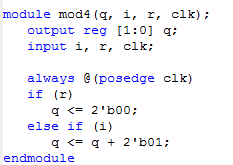 module mod4(q, i, r, clk);
output reg [1:0] q;
input i, r, clk;
always @(posedge clk)
if (r)
q <= 2'b00;
else if (i)
q <= q + 2'b01;
endmodule